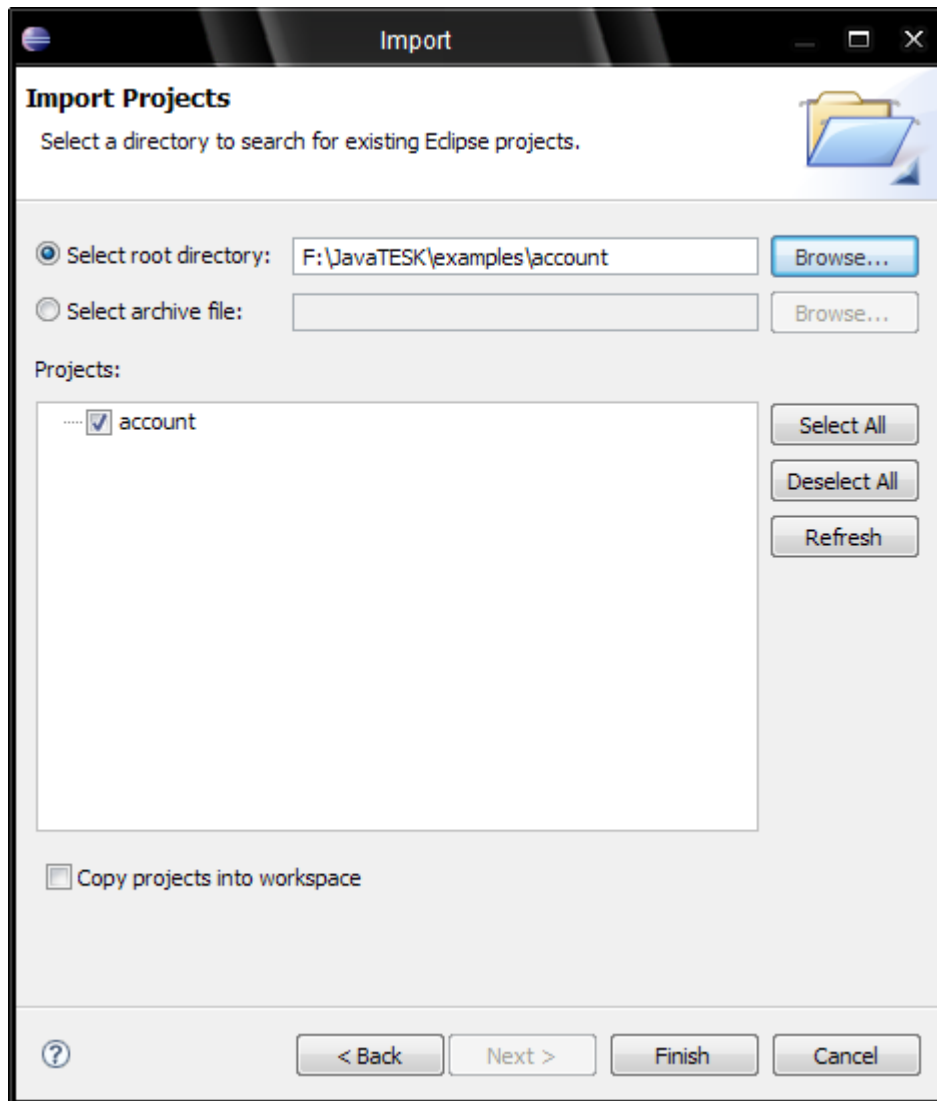 Import
Import Projects
Select a directory to search for existing Eclipse projects.
Select root directory: F:\JavaTESK\examples\account Browse...
Select archive file: Browse...
Projects:
account
Select All
Deselect All
Refresh
Copy projects into workspace
? < Back Next > Finish Cancel